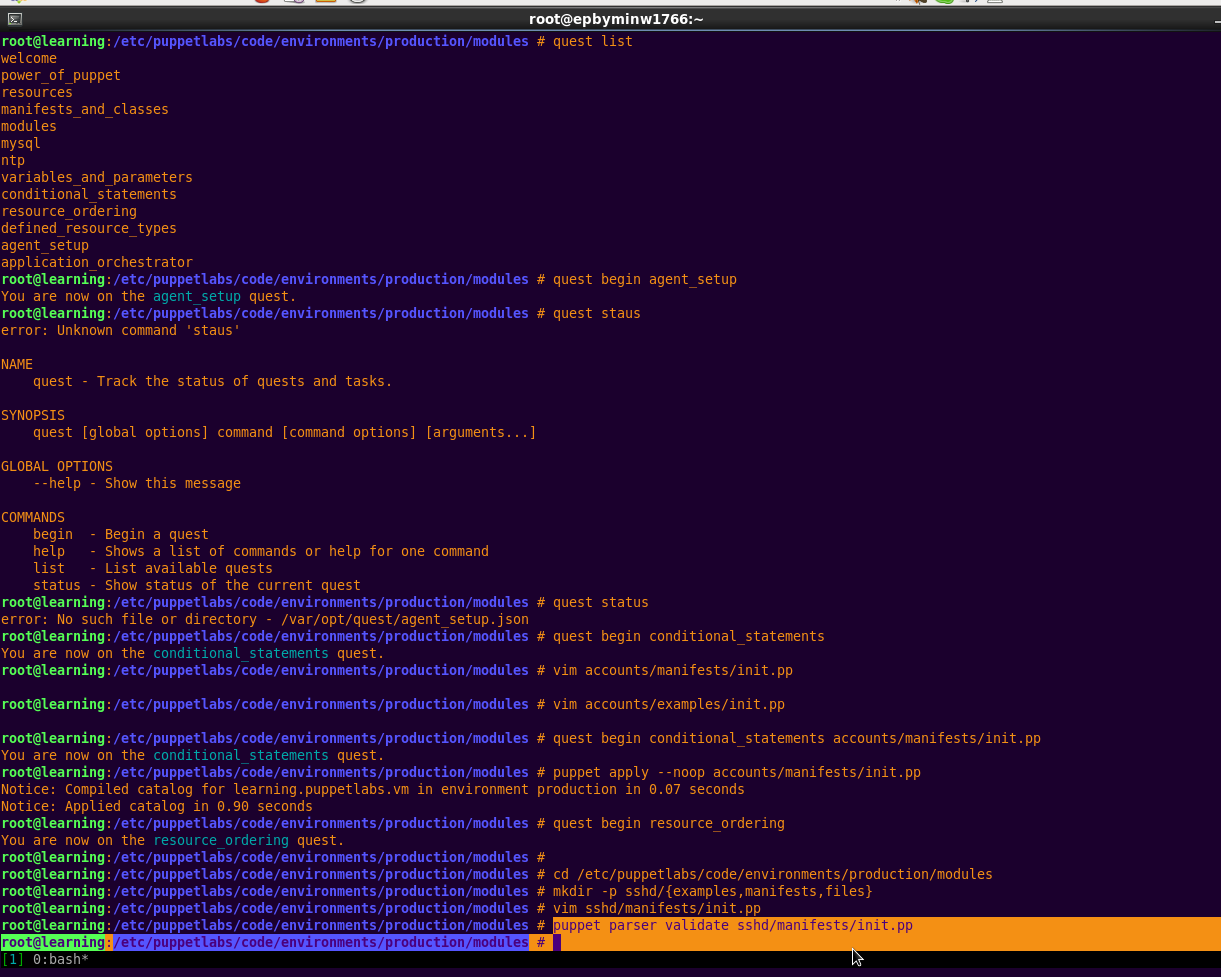 root@epbyminw1766:~
root@learning:/etc/puppetlabs/code/environments/production/modules # quest list
welcome
power_of_puppet
resources
manifests_and_classes
modules
mysql
ntp
variables_and_parameters
conditional_statements
resource_ordering
defined_resource_types
agent_setup
application_orchestrator
root@learning:/etc/puppetlabs/code/environments/production/modules # quest begin agent_setup
You are now on the agent_setup quest.
root@learning:/etc/puppetlabs/code/environments/production/modules # quest staus
error: Unknown command 'staus'

NAME
    quest - Track the status of quests and tasks.

SYNOPSIS
    quest [global options] command [command options] [arguments...]

GLOBAL OPTIONS
    --help - Show this message

COMMANDS
    begin  - Begin a quest
    help   - Shows a list of commands or help for one command
    list   - List available quests
    status - Show status of the current quest
root@learning:/etc/puppetlabs/code/environments/production/modules # quest status
error: No such file or directory - /var/opt/quest/agent_setup.json
root@learning:/etc/puppetlabs/code/environments/production/modules # quest begin conditional_statements
You are now on the conditional_statements quest.
root@learning:/etc/puppetlabs/code/environments/production/modules # vim accounts/manifests/init.pp

root@learning:/etc/puppetlabs/code/environments/production/modules # vim accounts/examples/init.pp

root@learning:/etc/puppetlabs/code/environments/production/modules # quest begin conditional_statements accounts/manifests/init.pp
You are now on the conditional_statements quest.
root@learning:/etc/puppetlabs/code/environments/production/modules # puppet apply --noop accounts/manifests/init.pp
Notice: Compiled catalog for learning.puppetlabs.vm in environment production in 0.07 seconds
Notice: Applied catalog in 0.90 seconds
root@learning:/etc/puppetlabs/code/environments/production/modules # quest begin resource_ordering
You are now on the resource_ordering quest.
root@learning:/etc/puppetlabs/code/environments/production/modules #
root@learning:/etc/puppetlabs/code/environments/production/modules # cd /etc/puppetlabs/code/environments/production/modules
root@learning:/etc/puppetlabs/code/environments/production/modules # mkdir -p sshd/{examples,manifests,files}
root@learning:/etc/puppetlabs/code/environments/production/modules # vim sshd/manifests/init.pp
root@learning:/etc/puppetlabs/code/environments/production/modules # puppet parser validate sshd/manifests/init.pp
root@learning:/etc/puppetlabs/code/environments/production/modules #
[1] 0:bash*